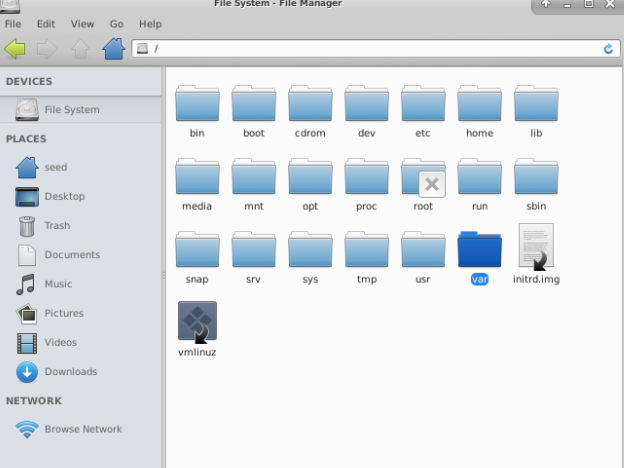 File System - File Manager
File Edit View Go Help
/
DEVICES
File System
PLACES
seed
Desktop
Trash
Documents
Music
Pictures
Videos
Downloads
NETWORK
Browse Network
bin boot cdrom dev etc home lib
media mnt opt proc root run sbin
snap srv sys tmp usr var initrd.img
vmlinuz